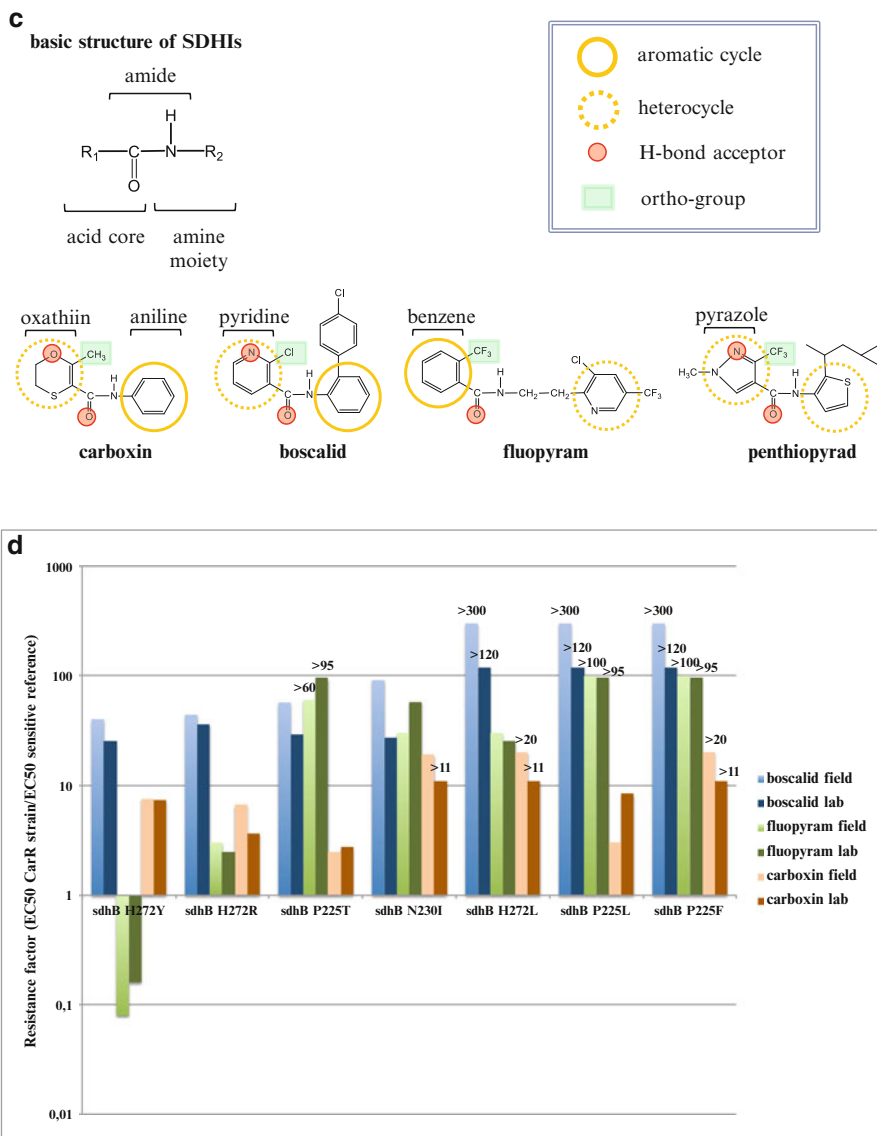 c
basic structure of SDHIs
amide
H
R1 C N R2
O
acid core
amine
moiety
aromatic cycle
heterocycle
H-bond acceptor
ortho-group
oxathiin
aniline
O
CH3
S
H
N
O
carboxin
pyridine
Cl
N
Cl
H
N
O
boscalid
benzene
CF3
H
N CH2 CH2
O
Cl
N
CF3
fluopyram
pyrazole
N
CF3
H3C
N
H
N
O
S
penthiopyrad
d
Resistance factor (EC50 CarR strain/EC50 sensitive reference)
1000
100
10
1
0,1
0,01
>60
>95
>11
>300
>120
>20
>11
>300
>120
>100
>95
>300
>120
>100
>95
>20
>11
sdhB H272Y
sdhB H272R
sdhB P225T
sdhB N230I
sdhB H272L
sdhB P225L
sdhB P225F
boscalid field
boscalid lab
fluopyram field
fluopyram lab
carboxin field
carboxin lab